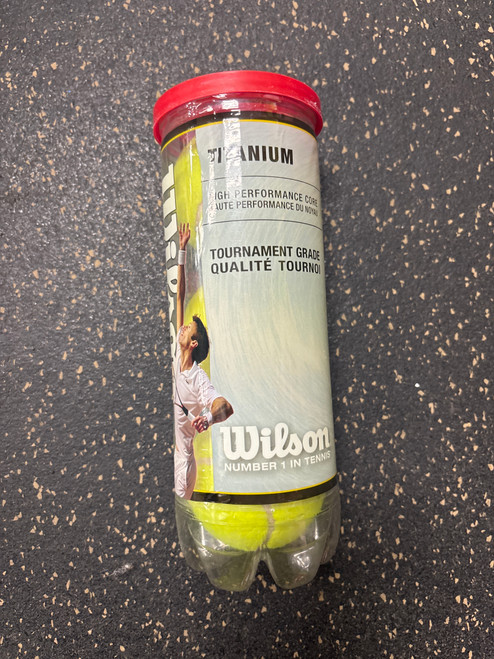 TITANIUM
HIGH PERFORMANCE CORE
HAUTE PERFORMANCE DU NOYAU
TOURNAMENT GRADE
QUALITÉ TOURNOI
Wilson
NUMBER 1 IN TENNIS